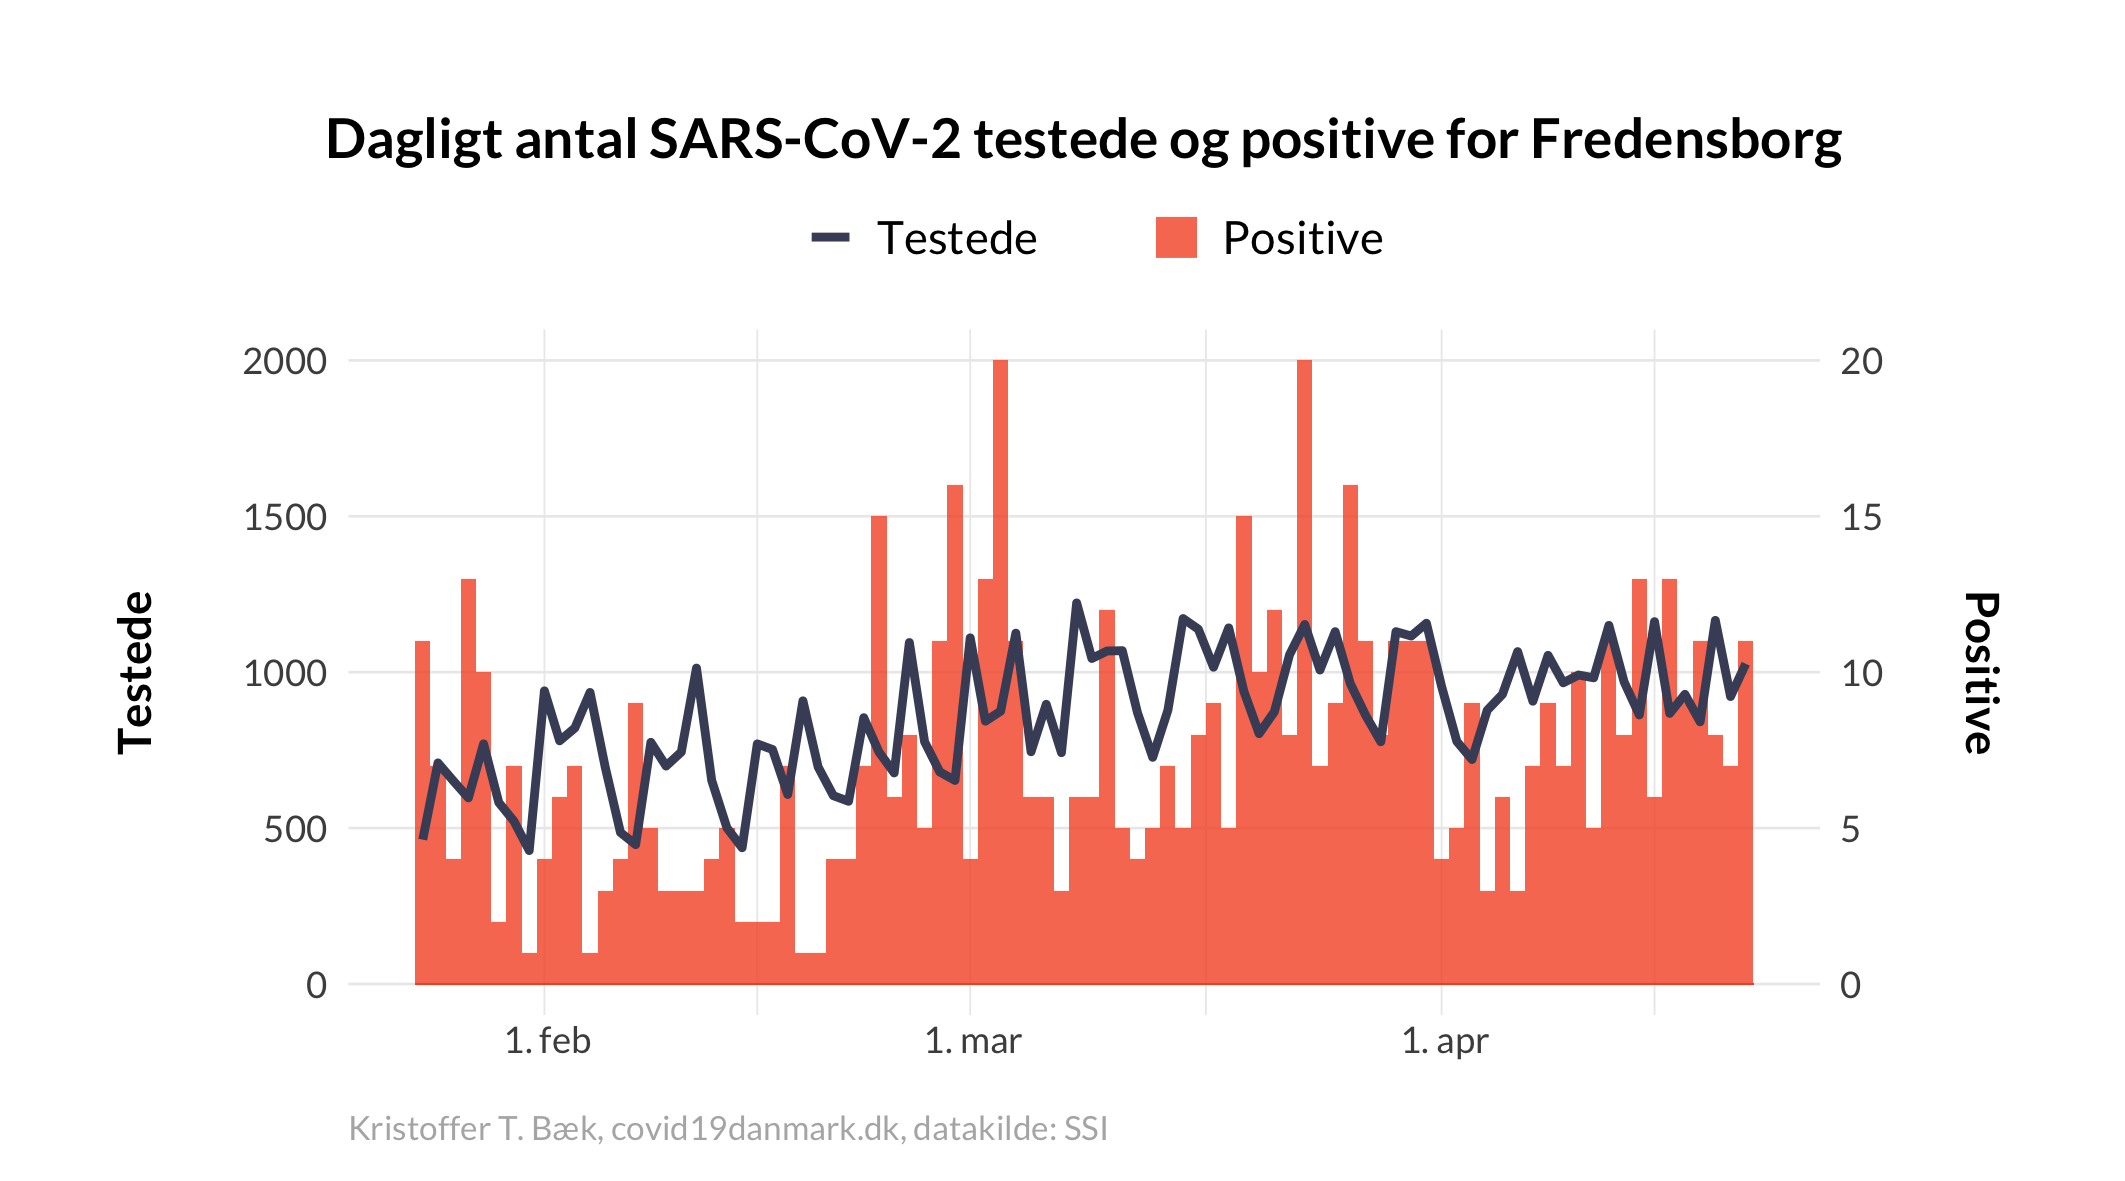 Dagligt antal SARS-CoV-2 testede og positive for Fredensborg
Testede
Positive
2000
1500
1000
500
0
20
15
10
5
0
Testede
Positive
1. feb
1. mar
1. apr
Kristoffer T. Bæk, covid19danmark.dk, datakilde: SSI